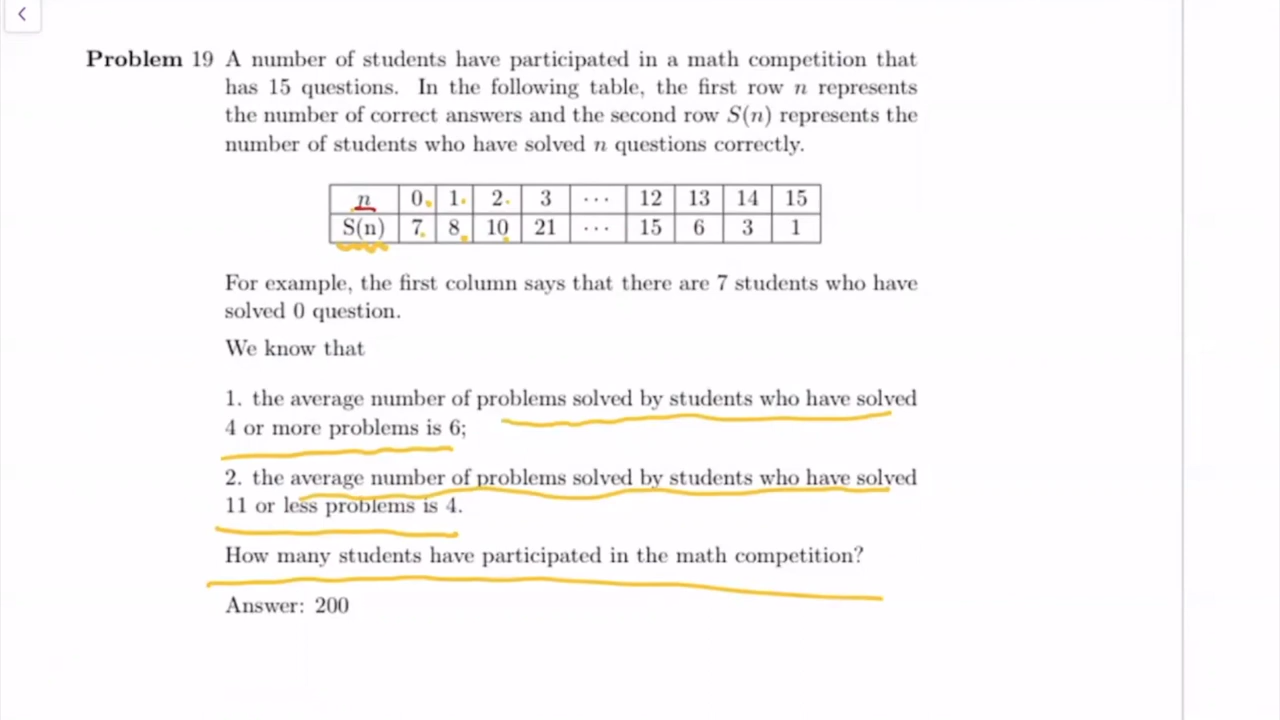 Problem 19 A number of students have participated in a math competition that
has 15 questions. In the following table, the first row n represents
the number of correct answers and the second row S(n) represents the
number of students who have solved n questions correctly.
n 0 1 2 3 ··· 12 13 14 15
S(n) 7 8 10 21 ··· 15 6 3 1
For example, the first column says that there are 7 students who have
solved 0 question.
We know that
1. the average number of problems solved by students who have solved
4 or more problems is 6;
2. the average number of problems solved by students who have solved
11 or less problems is 4.
How many students have participated in the math competition?
Answer: 200